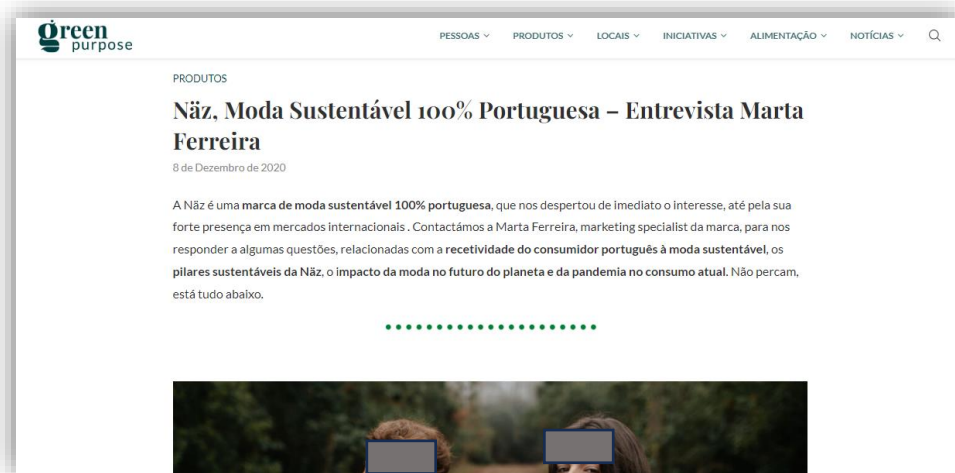 green
purpose
PESSOAS PRODUTOS LOCAIS INICIATIVAS ALIMENTAÇÃO NOTÍCIAS
PRODUTOS
Näz, Moda Sustentável 100% Portuguesa – Entrevista Marta
Ferreira
8 de Dezembro de 2020
A Näz é uma marca de moda sustentável 100% portuguesa, que nos despertou de imediato o interesse, até pela sua
forte presença em mercados internacionais . Contactámos a Marta Ferreira, marketing specialist da marca, para nos
responder a algumas questões, relacionadas com a recetividade do consumidor português à moda sustentável, os
pilares sustentáveis da Näz, o impacto da moda no futuro do planeta e da pandemia no consumo atual. Não percam,
está tudo abaixo.